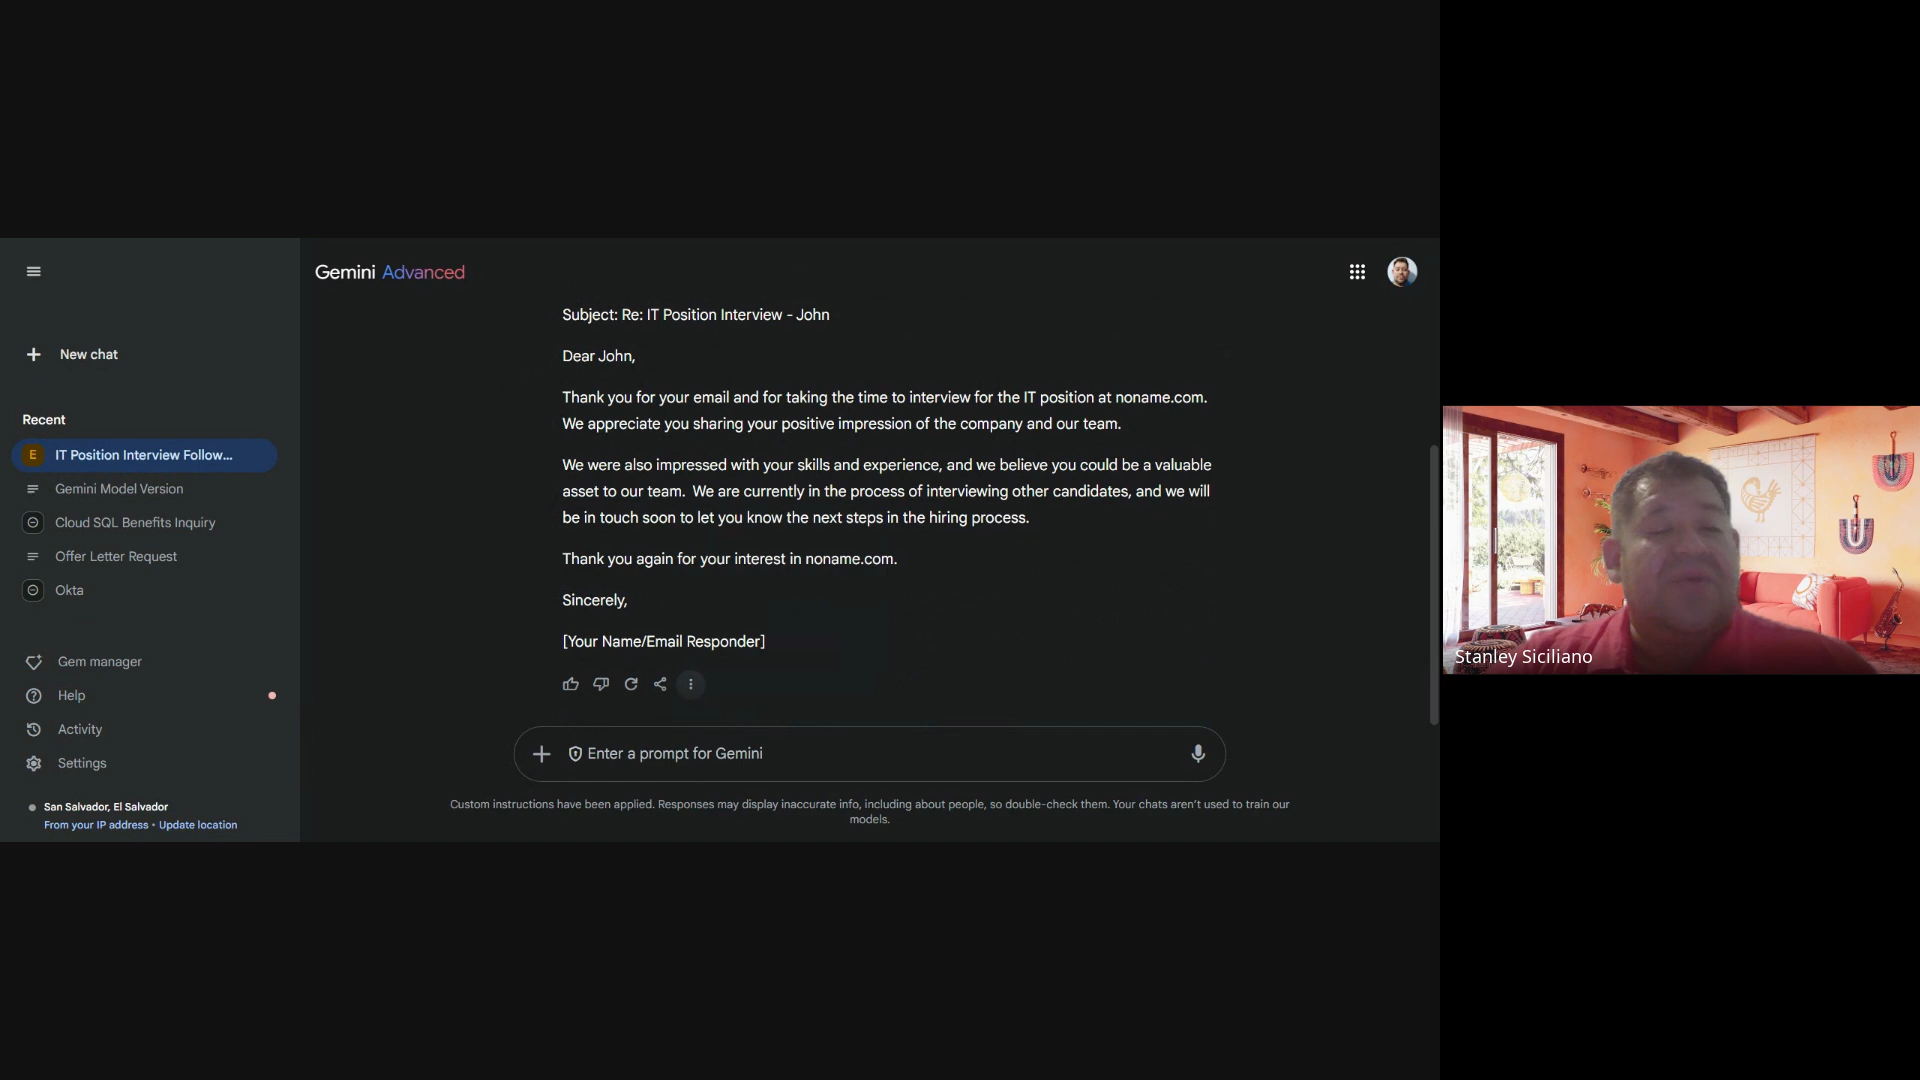 Gemini Advanced
New chat
Recent
E IT Position Interview Follow...
Gemini Model Version
Cloud SQL Benefits Inquiry
Offer Letter Request
Okta
Gem manager
Help
Activity
Settings
San Salvador, El Salvador
From your IP address • Update location
Subject: Re: IT Position Interview - John
Dear John,
Thank you for your email and for taking the time to interview for the IT position at noname.com.
We appreciate you sharing your positive impression of the company and our team.
We were also impressed with your skills and experience, and we believe you could be a valuable
asset to our team. We are currently in the process of interviewing other candidates, and we will
be in touch soon to let you know the next steps in the hiring process.
Thank you again for your interest in noname.com.
Sincerely,
[Your Name/Email Responder]
Enter a prompt for Gemini
Custom instructions have been applied. Responses may display inaccurate info, including about people, so double-check them. Your chats aren't used to train our
models.
Stanley Siciliano